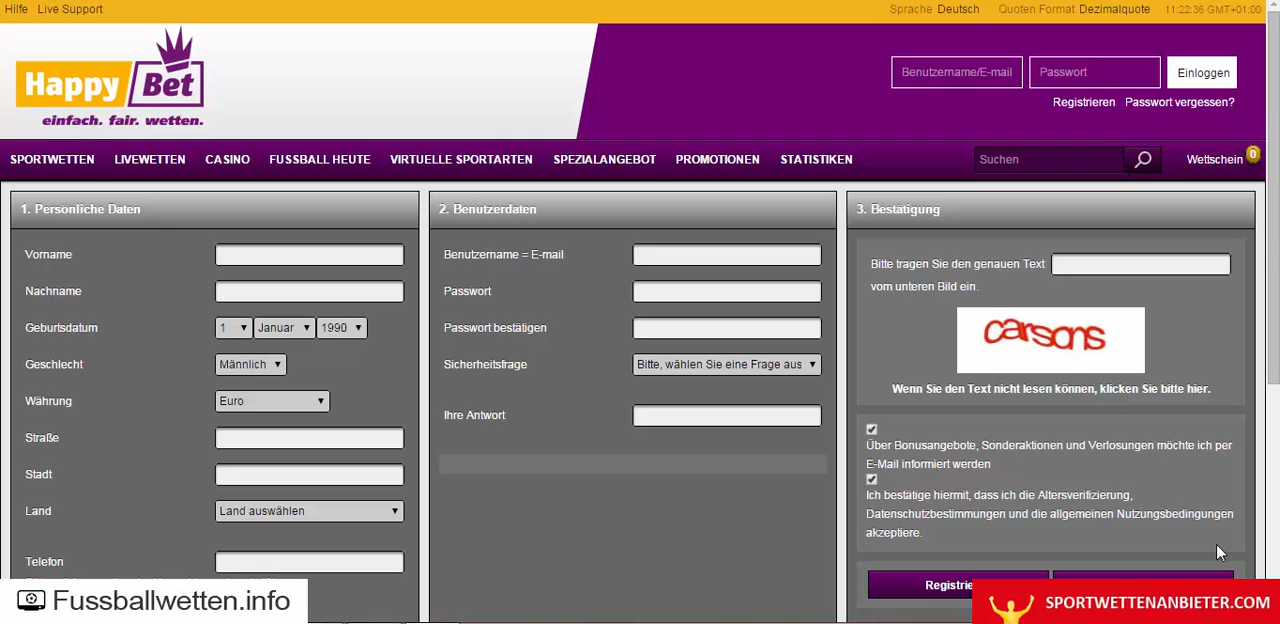 Hilfe Live Support
Sprache Deutsch Quoten Format Dezimalquote 11:22:36 GMT+01:00
Happy Bet
einfach. fair. wetten.
Benutzername/E-mail Passwort Einloggen
Registrieren Passwort vergessen?
SPORTWETTEN LIVEWETTEN CASINO FUSSBALL HEUTE VIRTUELLE SPORTARTEN SPEZIALANGEBOT PROMOTIONEN STATISTIKEN Suchen Wettschein 0
1. Persönliche Daten
Vorname
Nachname
Geburtsdatum 1 Januar 1990
Geschlecht Männlich
Währung Euro
Straße
Stadt
Land Land auswählen
Telefon
2. Benutzerdaten
Benutzername = E-mail
Passwort
Passwort bestätigen
Sicherheitsfrage Bitte, wählen Sie eine Frage aus
Ihre Antwort
3. Bestätigung
Bitte tragen Sie den genauen Text
vom unteren Bild ein.
carsons
Wenn Sie den Text nicht lesen können, klicken Sie bitte hier.
Über Bonusangebote, Sonderaktionen und Verlosungen möchte ich per
E-Mail informiert werden
Ich bestätige hiermit, dass ich die Altersverifizierung,
Datenschutzbestimmungen und die allgemeinen Nutzungsbedingungen
akzeptiere.
Registrie
Fussballwetten.info
SPORTWETTENANBIETER.COM